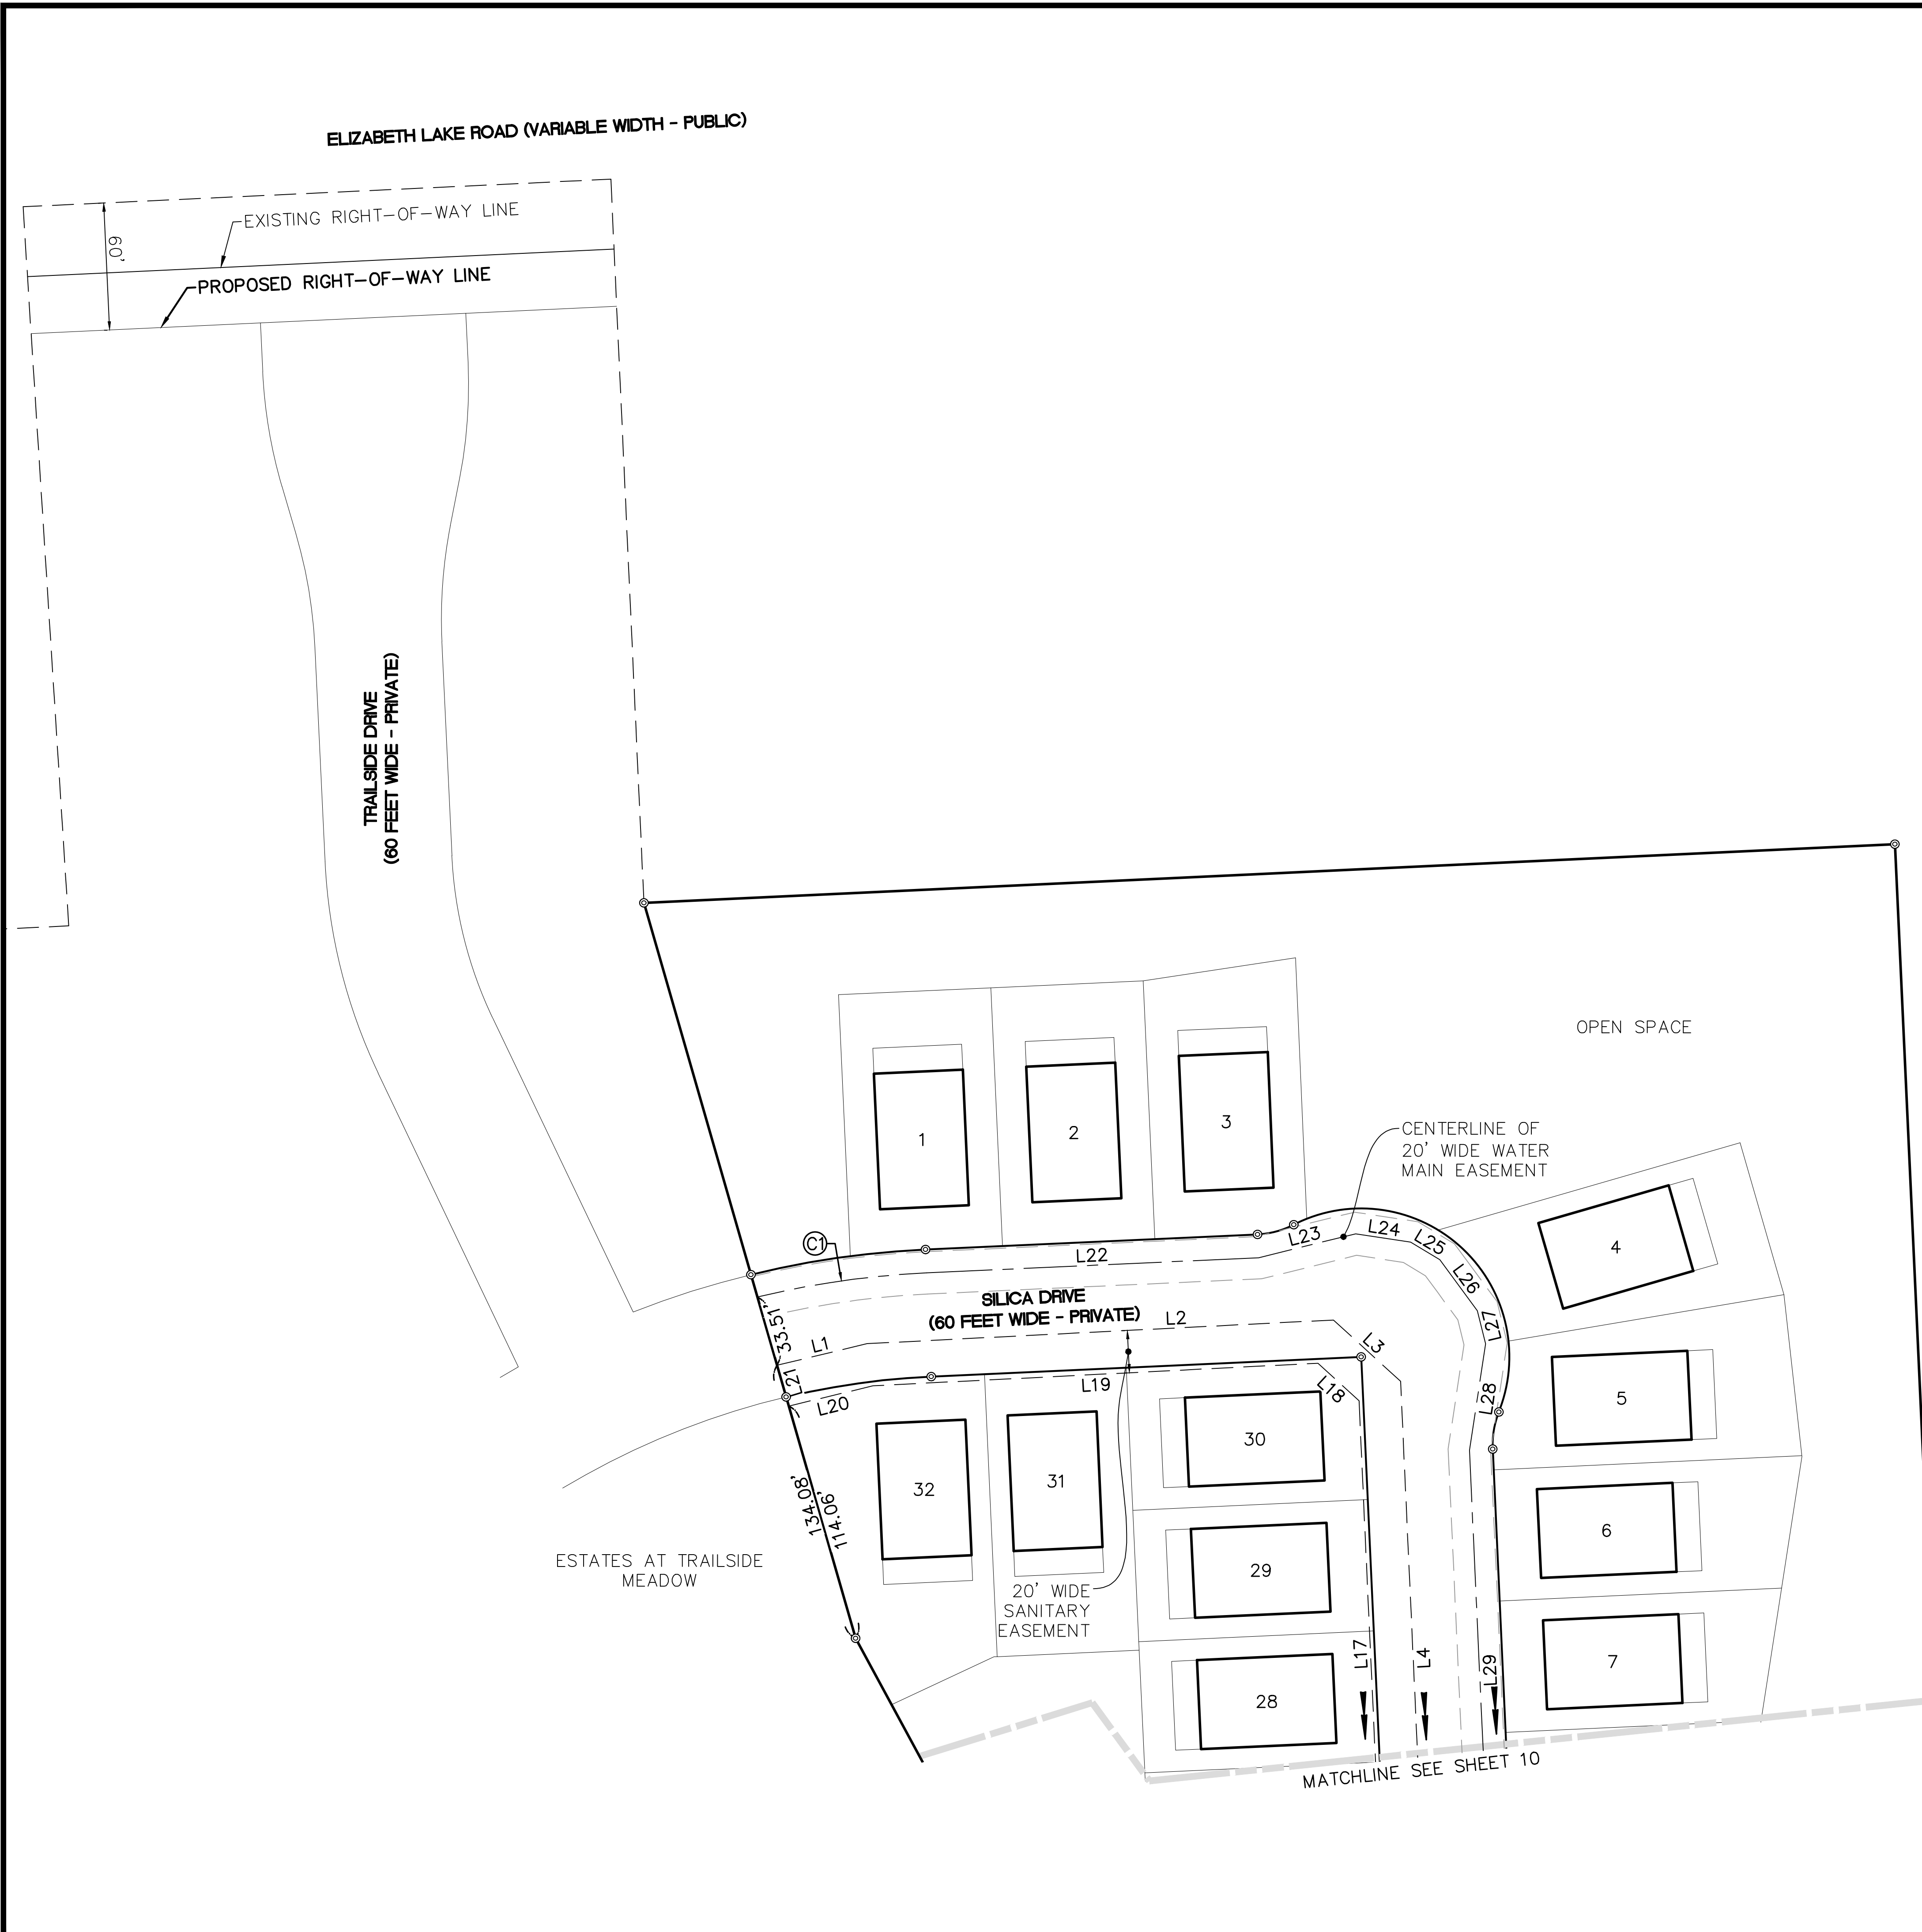 ELIZABETH LAKE ROAD (VARIABLE WIDTH - PUBLIC)
EXISTING RIGHT-OF-WAY LINE
60'
PROPOSED RIGHT-OF-WAY LINE
TRAILSIDE DRIVE
(60 FEET WIDE - PRIVATE)
OPEN SPACE
1
2
3
CENTERLINE OF
20' WIDE WATER
MAIN EASEMENT
C1
L22
L23
L24
L25
L26
L27
L28
4
SILICA DRIVE
(60 FEET WIDE - PRIVATE)
33.51'
L1
L2
L3
L21
L20
L19
L18
5
30
31
32
134.08'
114.06'
6
29
ESTATES AT TRAILSIDE
MEADOW
20' WIDE
SANITARY
EASEMENT
L17
L4
L29
7
28
MATCHLINE SEE SHEET 10